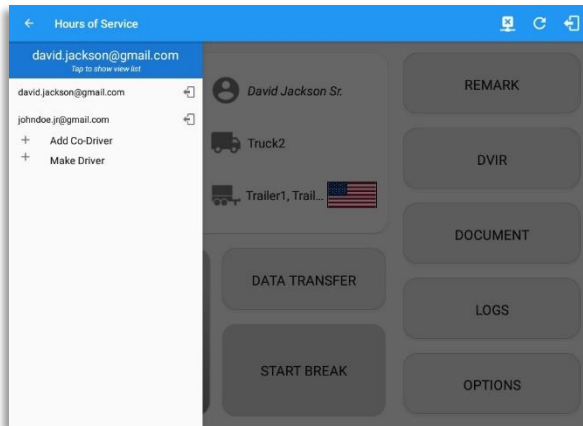 Hours of Service
david.jackson@gmail.com
Tap to show view list
david.jackson@gmail.com
johndoe.jr@gmail.com
+ Add Co-Driver
+ Make Driver
David Jackson Sr.
Truck2
Trailer1, Trail...
DATA TRANSFER
START BREAK
REMARK
DVIR
DOCUMENT
LOGS
OPTIONS